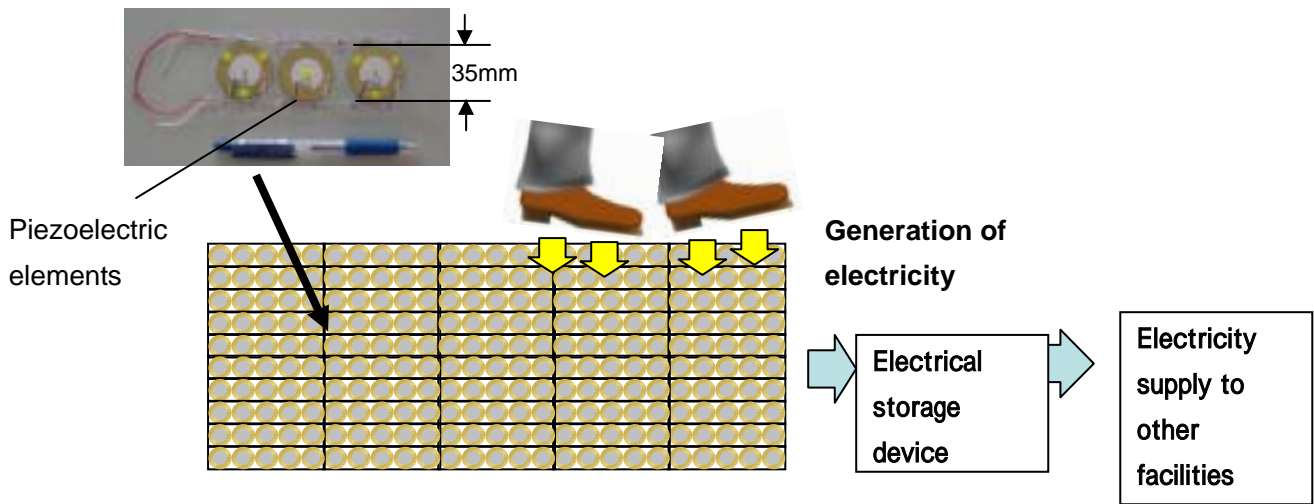 35mm
Piezoelectric
elements
Generation of
electricity
Electrical
storage
device
Electricity
supply to
other
facilities